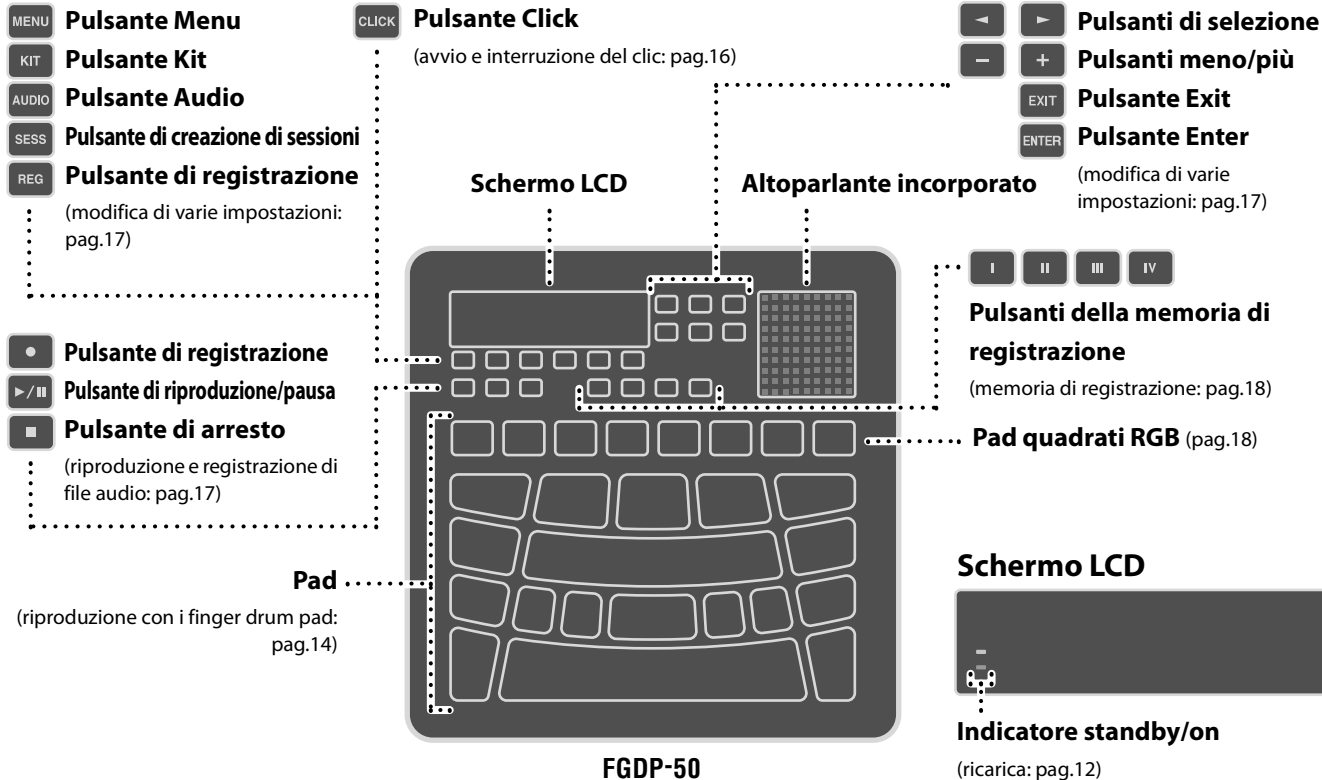 MENU Pulsante Menu
KIT Pulsante Kit
AUDIO Pulsante Audio
SESS Pulsante di creazione di sessioni
REG Pulsante di registrazione
(modifica di varie impostazioni:
pag.17)
CLICK Pulsante Click
(avvio e interruzione del clic: pag.16)
Pulsanti di selezione
− + Pulsanti meno/più
EXIT Pulsante Exit
ENTER Pulsante Enter
(modifica di varie
impostazioni: pag.17)
Schermo LCD
Altoparlante incorporato
I II III IV
Pulsanti della memoria di
registrazione
(memoria di registrazione: pag.18)
Pulsante di registrazione
Pulsante di riproduzione/pausa
Pulsante di arresto
(riproduzione e registrazione di
file audio: pag.17)
Pad quadrati RGB (pag.18)
Pad
(riproduzione con i finger drum pad:
pag.14)
Schermo LCD
Indicatore standby/on
(ricarica: pag.12)
FGDP-50